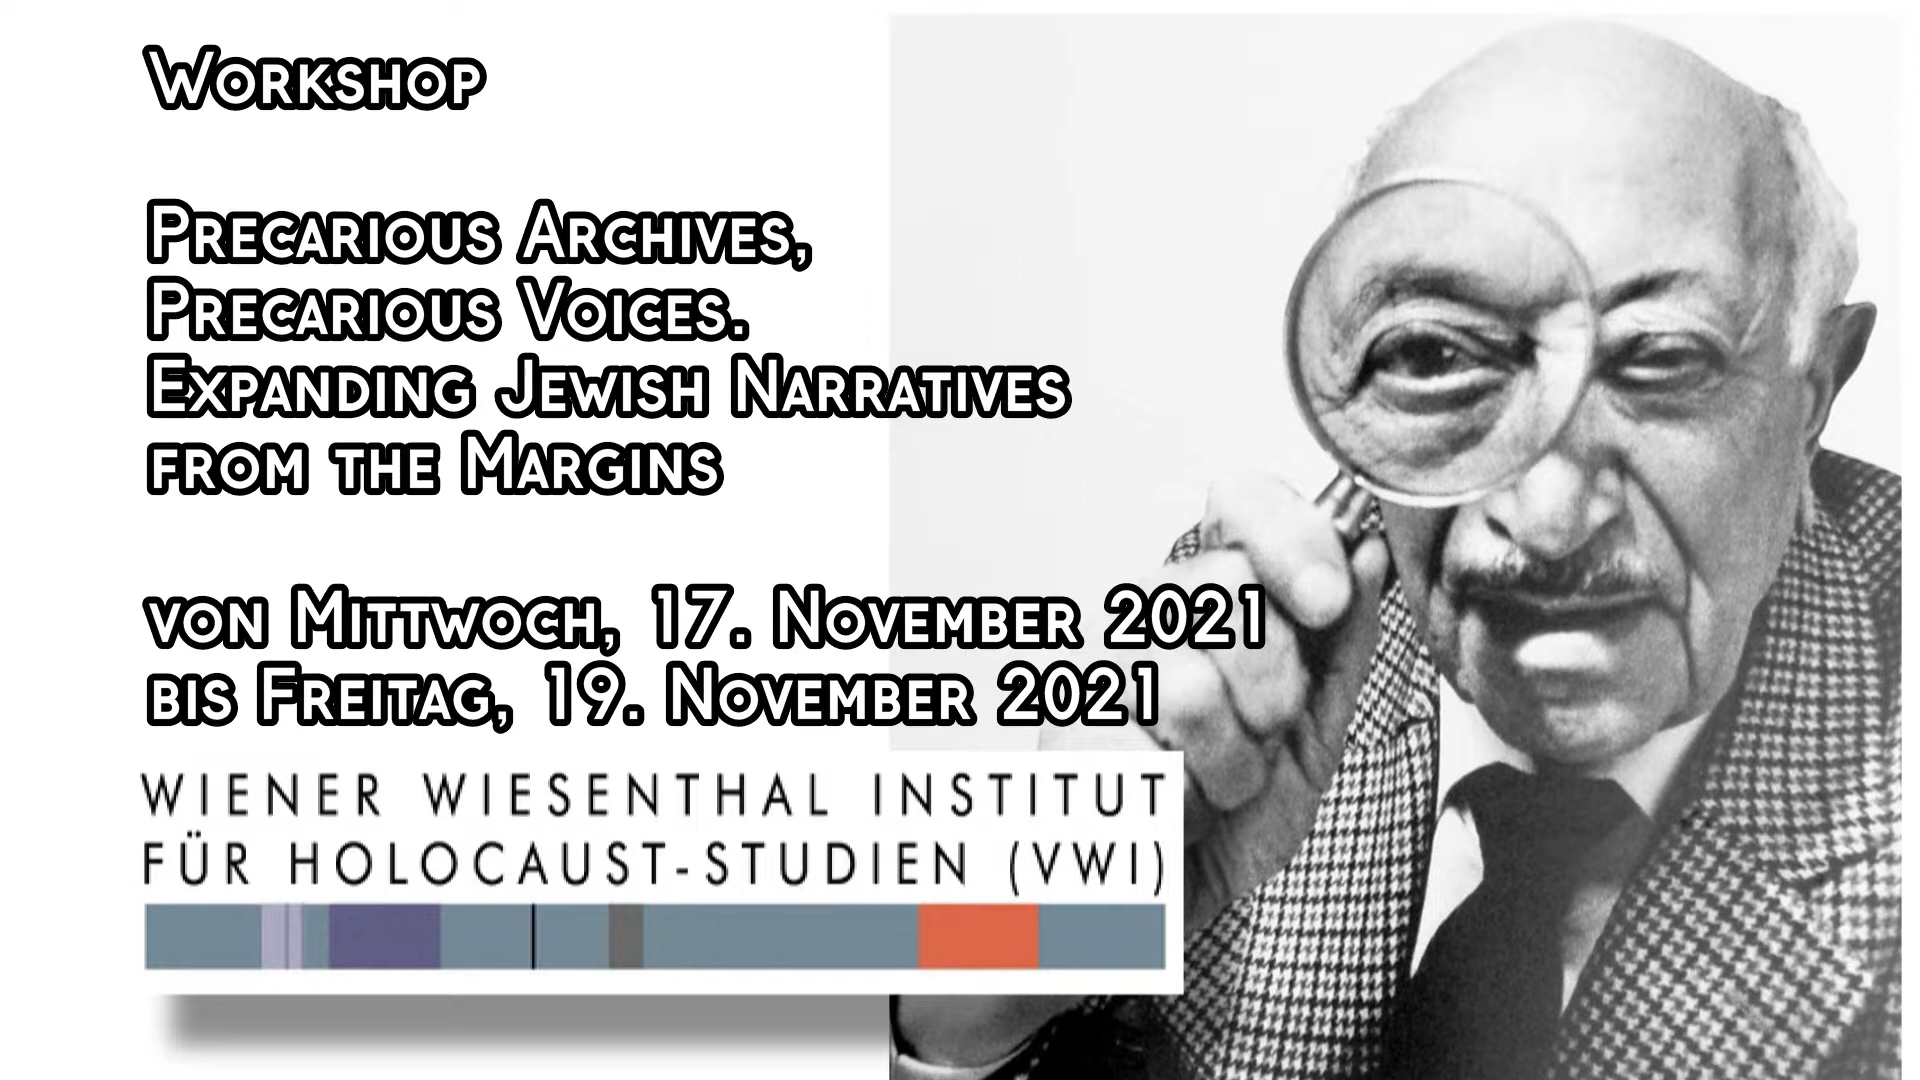 Workshop
Precarious Archives,
Precarious Voices.
Expanding Jewish Narratives
from the Margins
von Mittwoch, 17. November 2021
bis Freitag, 19. November 2021
WIENER WIESENTHAL INSTITUT
FÜR HOLOCAUST-STUDIEN (VWI)